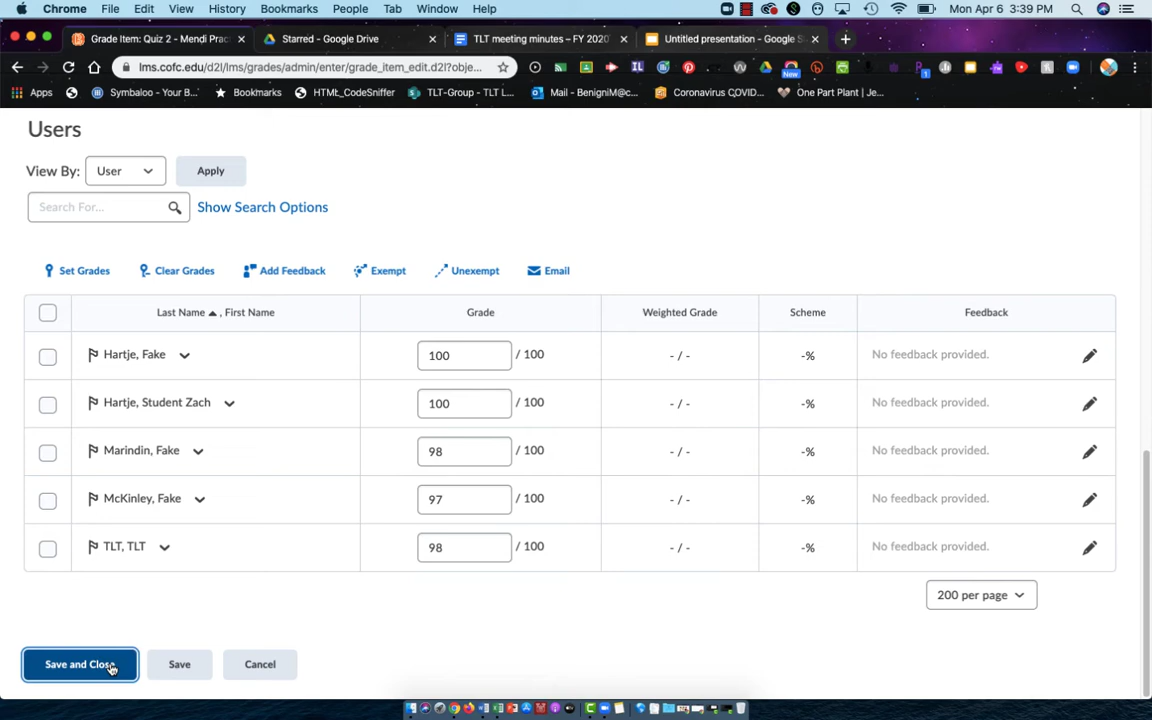 Chrome File Edit View History Bookmarks People Tab Window Help Mon Apr 6 3:39 PM
Grade Item: Quiz 2 - Mendi Prac Starred - Google Drive TLT meeting minutes – FY 2020 Untitled presentation - Google S
lms.cofc.edu/d2l/lms/grades/admin/enter/grade_item_edit.d2l?obje... New 1
Apps Symbaloo - Your B... Bookmarks HTML_CodeSniffer TLT-Group - TLT L... Mail - BenigniM@c... Coronavirus COVID... One Part Plant | Je...
Users
View By: User Apply
Search For... Show Search Options
Set Grades Clear Grades Add Feedback Exempt Unexempt Email
Last Name , First Name Grade Weighted Grade Scheme Feedback
Hartje, Fake 100 / 100 - / - -% No feedback provided.
Hartje, Student Zach 100 / 100 - / - -% No feedback provided.
Marindin, Fake 98 / 100 - / - -% No feedback provided.
McKinley, Fake 97 / 100 - / - -% No feedback provided.
TLT, TLT 98 / 100 - / - -% No feedback provided.
200 per page
Save and Close Save Cancel